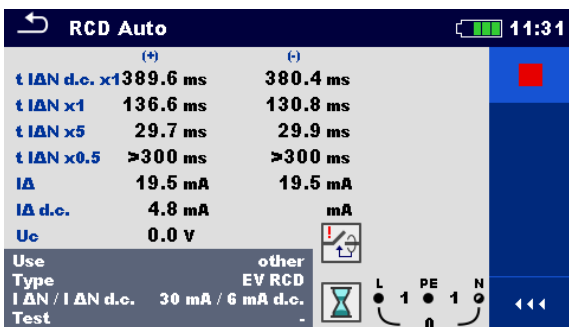 RCD Auto 11:31
(+) (-)
t IΔN d.c. x1 389.6 ms 380.4 ms
t IΔN x1 136.6 ms 130.8 ms
t IΔN x5 29.7 ms 29.9 ms
t IΔN x0.5 >300 ms >300 ms
IΔ 19.5 mA 19.5 mA
IΔ d.c. 4.8 mA mA
Uc 0.0 V
Use other
Type EV RCD
I ΔN / I ΔN d.c. 30 mA / 6 mA d.c.
Test -
L PE N
1 1
0